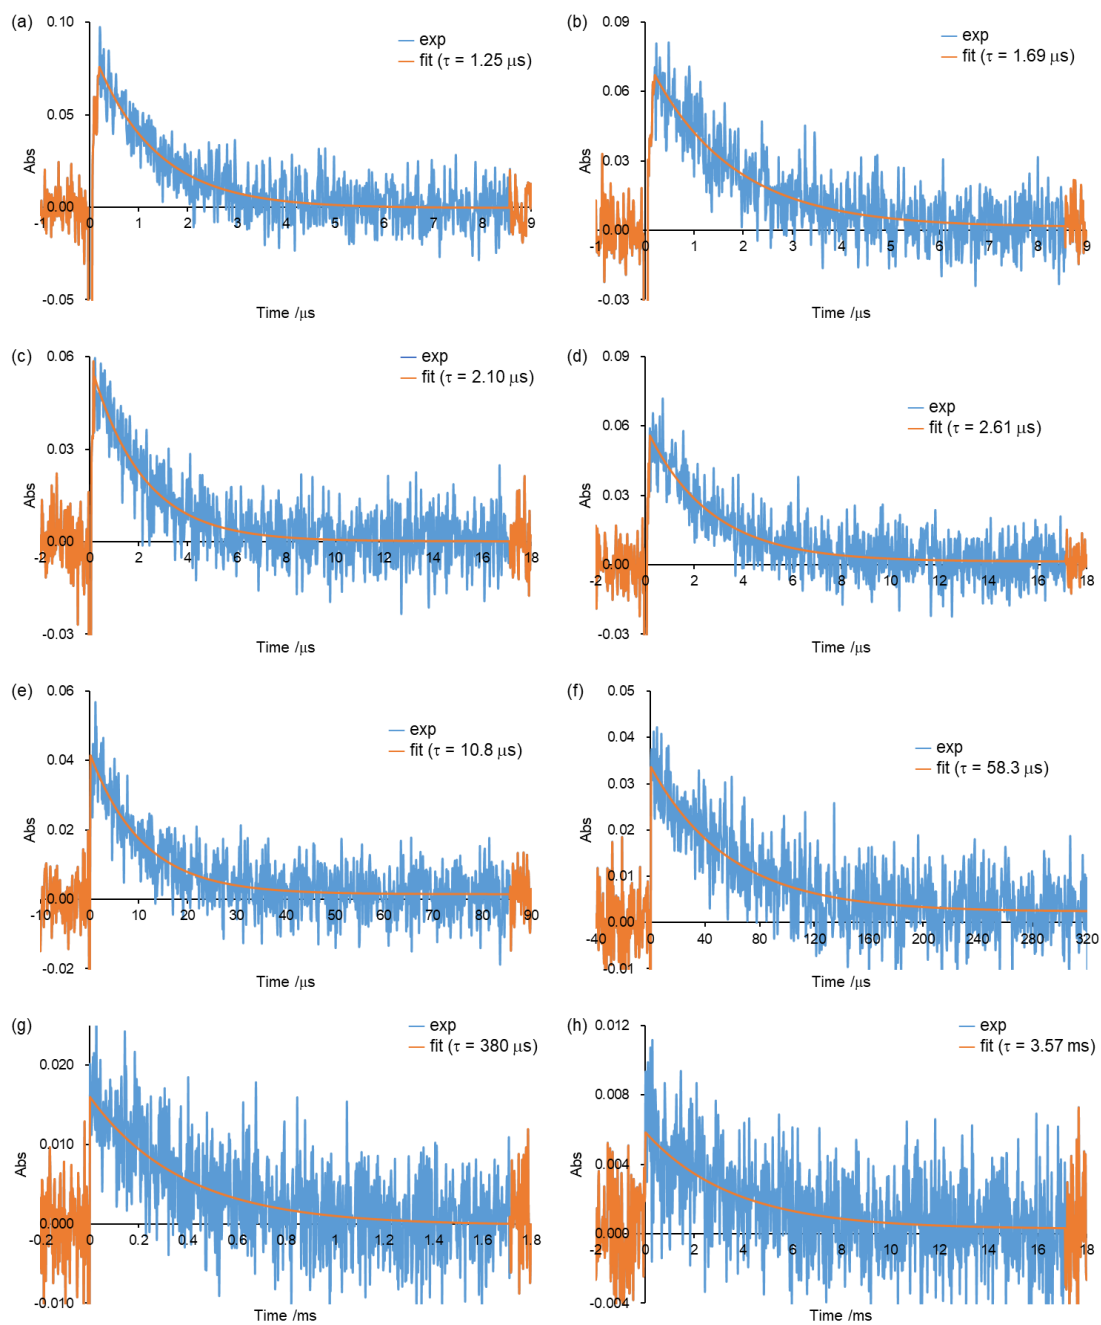 (a)
0.10
0.05
0.00
-0.05
Abs
exp
fit (τ = 1.25 μs)
-1 0 1 2 3 4 5 6 7 8 9
Time /μs
(b)
0.09
0.06
0.03
0.00
-0.03
Abs
exp
fit (τ = 1.69 μs)
-1 0 1 2 3 4 5 6 7 8 9
Time /μs
(c)
0.06
0.03
0.00
-0.03
Abs
exp
fit (τ = 2.10 μs)
-2 0 2 4 6 8 10 12 14 16 18
Time /μs
(d)
0.09
0.06
0.03
0.00
-0.03
Abs
exp
fit (τ = 2.61 μs)
-2 0 2 4 6 8 10 12 14 16 18
Time /μs
(e)
0.06
0.04
0.02
0.00
-0.02
Abs
exp
fit (τ = 10.8 μs)
-10 0 10 20 30 40 50 60 70 80 90
Time /μs
(f)
0.05
0.04
0.03
0.02
0.01
0.00
-0.01
Abs
exp
fit (τ = 58.3 μs)
-40 0 40 80 120 160 200 240 280 320
Time /μs
(g)
0.020
0.010
0.000
-0.010
Abs
exp
fit (τ = 380 μs)
-0.2 0 0.2 0.4 0.6 0.8 1 1.2 1.4 1.6 1.8
Time /ms
(h)
0.012
0.008
0.004
0.000
-0.004
Abs
exp
fit (τ = 3.57 ms)
-2 0 2 4 6 8 10 12 14 16 18
Time /ms